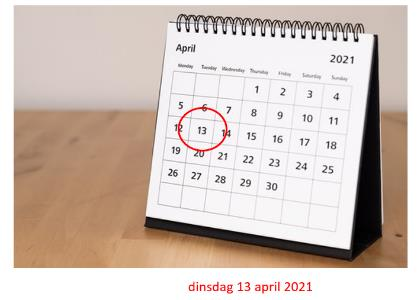 April 2021
Monday Tuesday Wednesday Thursday Friday Saturday Sunday
1 2 3 4
5 6 7 8 9 10 11
12 13 14 15 16 17 18
19 20 21 22 23 24 25
26 27 28 29 30
dinsdag 13 april 2021